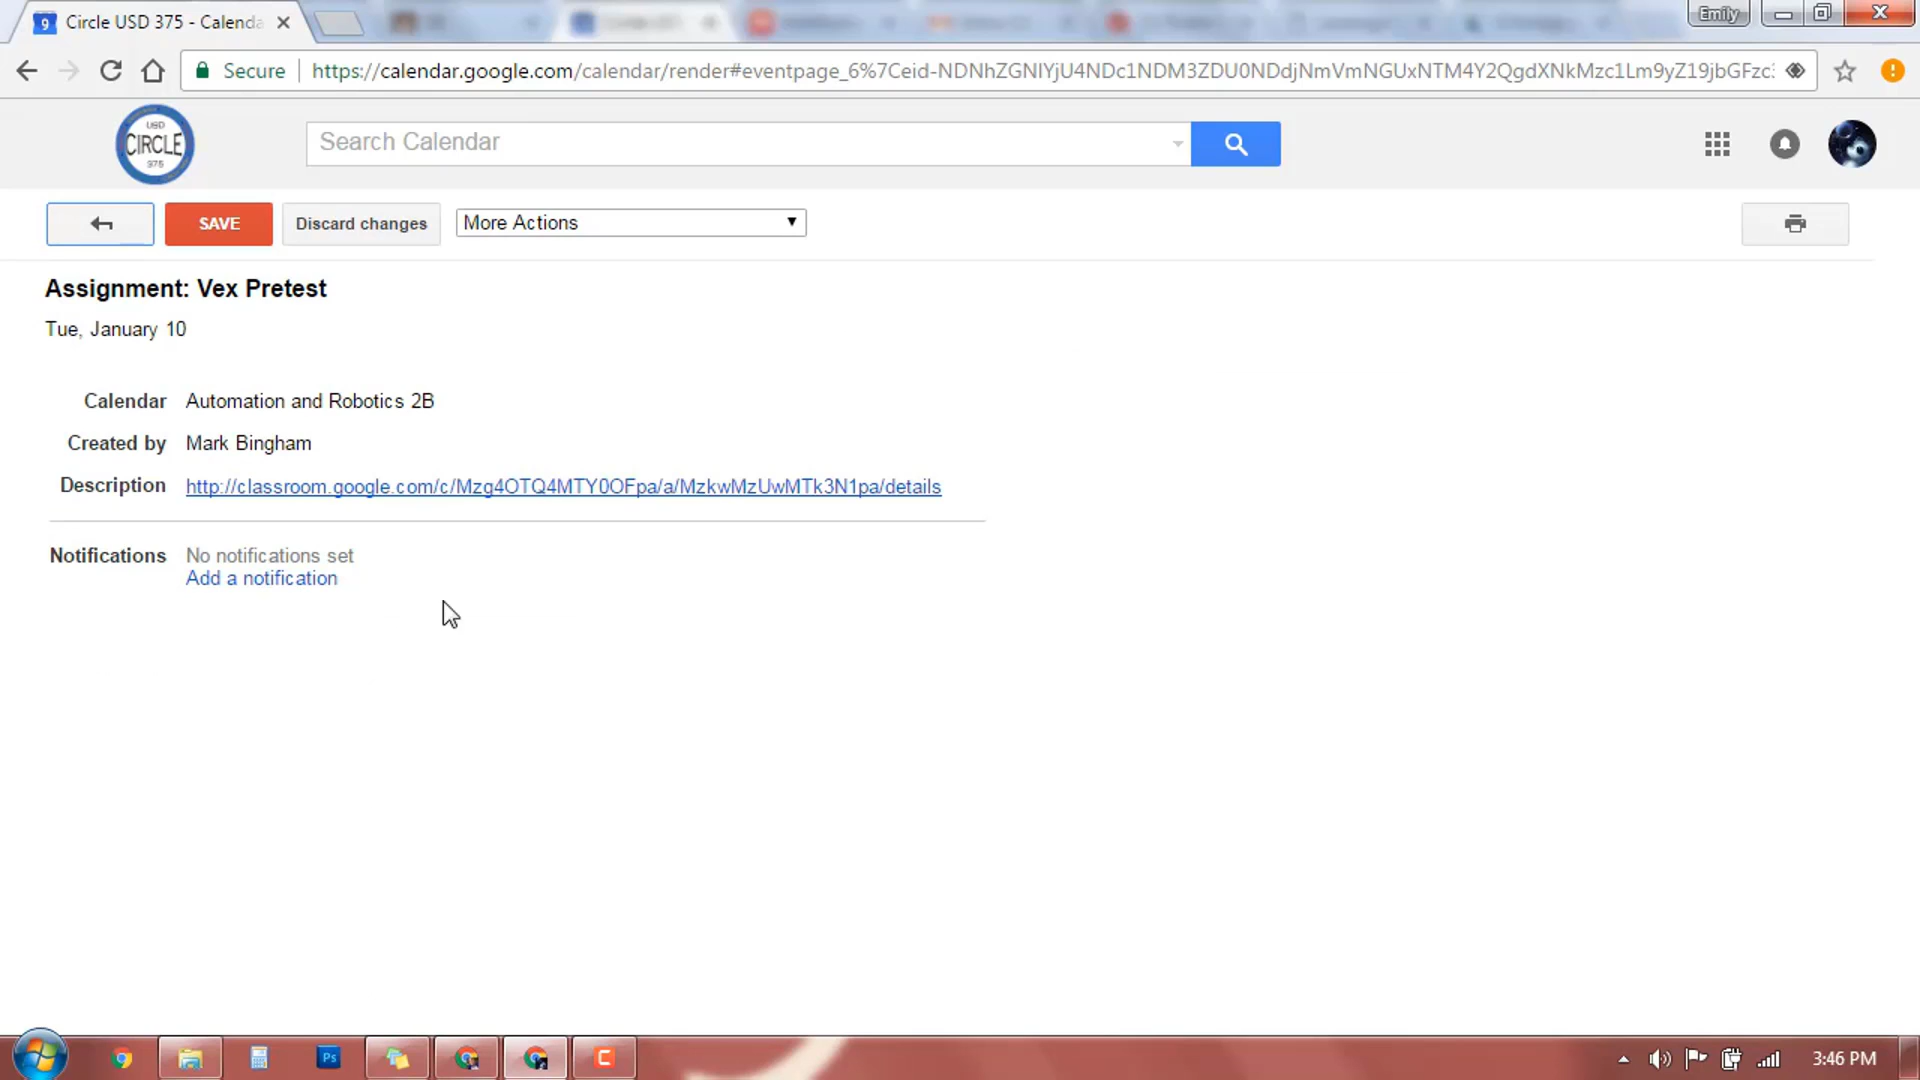 Circle USD 375 - Calenda
Emily
Secure
https://calendar.google.com/calendar/render#eventpage_6%7Ceid-NDNhZGNlYjU4NDc1NDM3ZDU0NDdjNmVmNGUxNTM4Y2QgdXNkMzc1Lm9yZ19jbGFzc
USD
CIRCLE
375
Search Calendar
SAVE
Discard changes
More Actions
Assignment: Vex Pretest
Tue, January 10
Calendar Automation and Robotics 2B
Created by Mark Bingham
Description http://classroom.google.com/c/Mzg4OTQ4MTY0OFpa/a/MzkwMzUwMTk3N1pa/details
Notifications No notifications set
Add a notification
Ps
3:46 PM